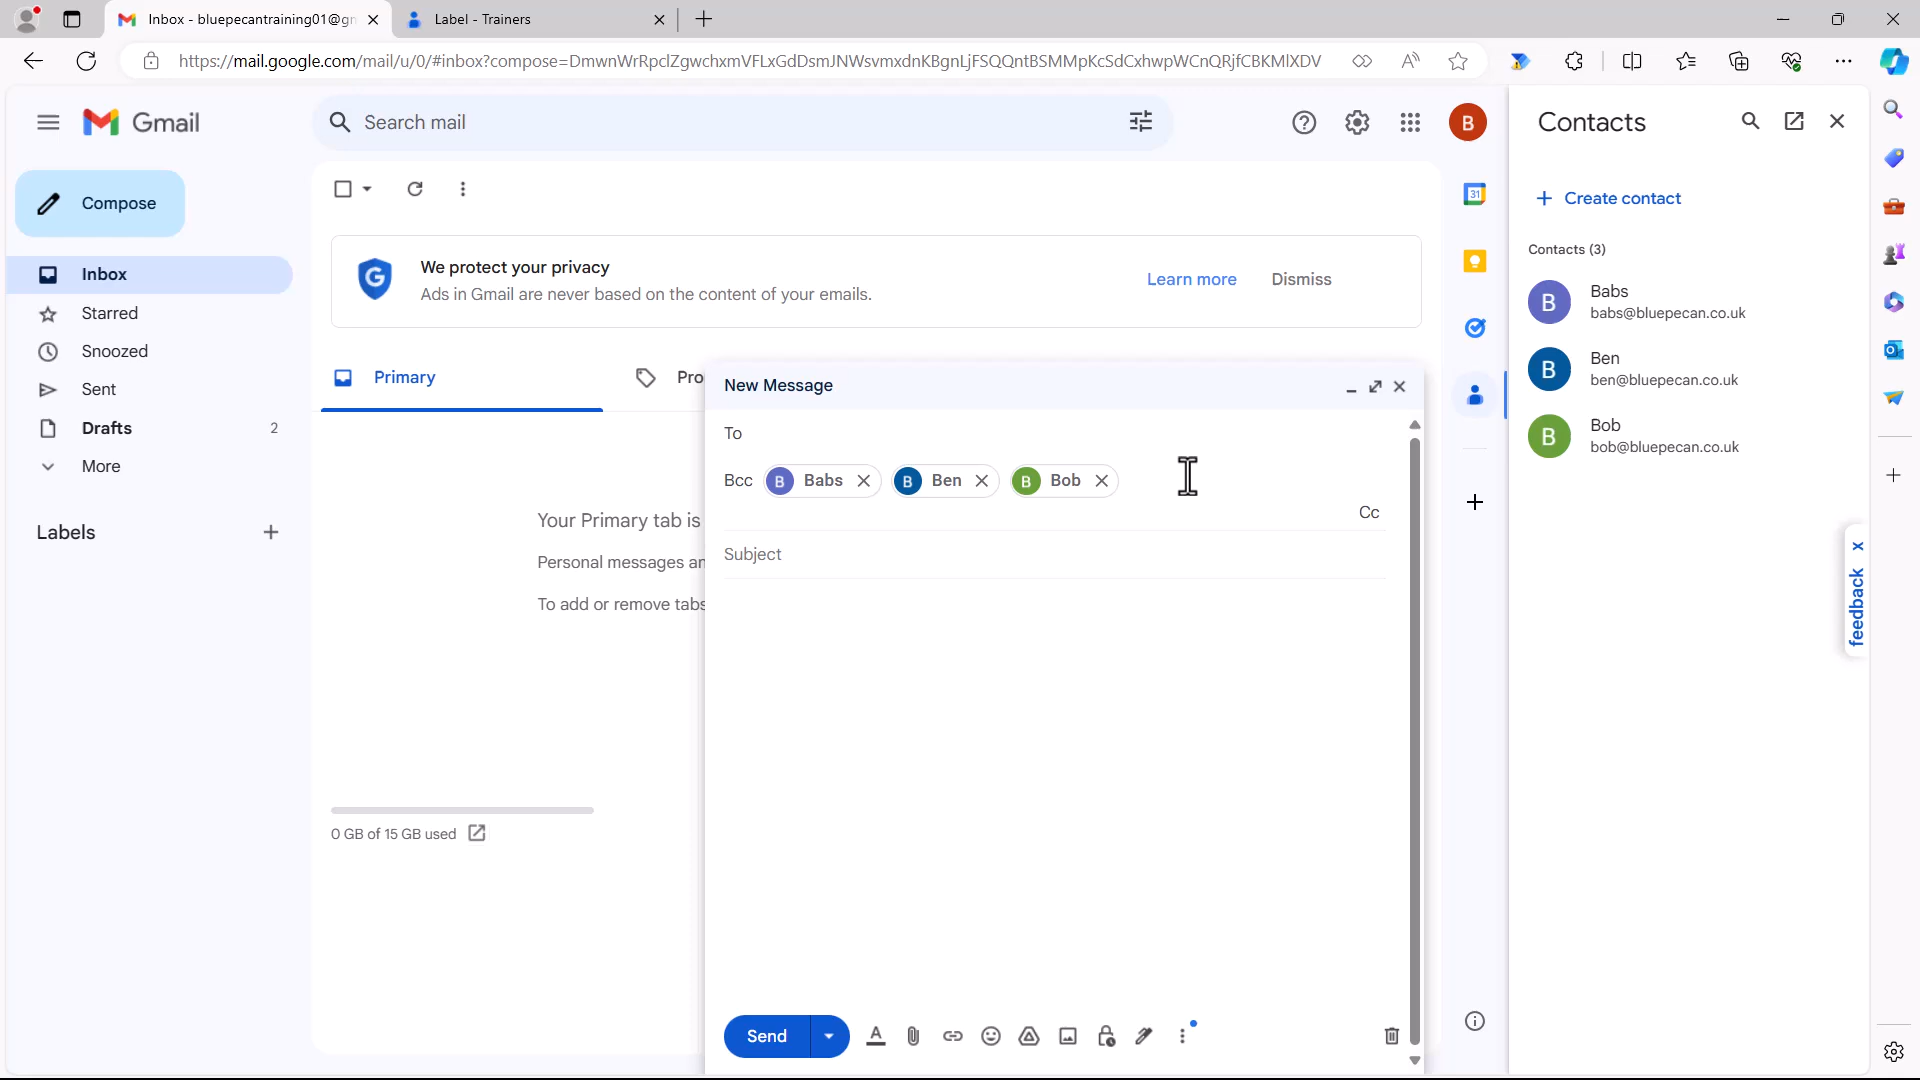 Inbox - bluepecantraining01@gm
Label - Trainers
https://mail.google.com/mail/u/0/#inbox?compose=DmwnWrRpclZgwchxmVFLxGdDsmJNWsvmxdnKBgnLjFSQQntBSMMpKcSdCxhwpWCnQRjfCBKMlXDV
Gmail
Search mail
B
Contacts
Compose
Create contact
Contacts (3)
Inbox
Starred
Snoozed
Sent
Drafts 2
More
Labels
We protect your privacy
Ads in Gmail are never based on the content of your emails.
Learn more
Dismiss
31
B
Babs
babs@bluepecan.co.uk
B
Ben
ben@bluepecan.co.uk
B
Bob
bob@bluepecan.co.uk
Primary
Pro
New Message
To
Bcc B Babs B Ben B Bob
Cc
Subject
Your Primary tab is
Personal messages an
To add or remove tabs
feedback x
0 GB of 15 GB used
Send